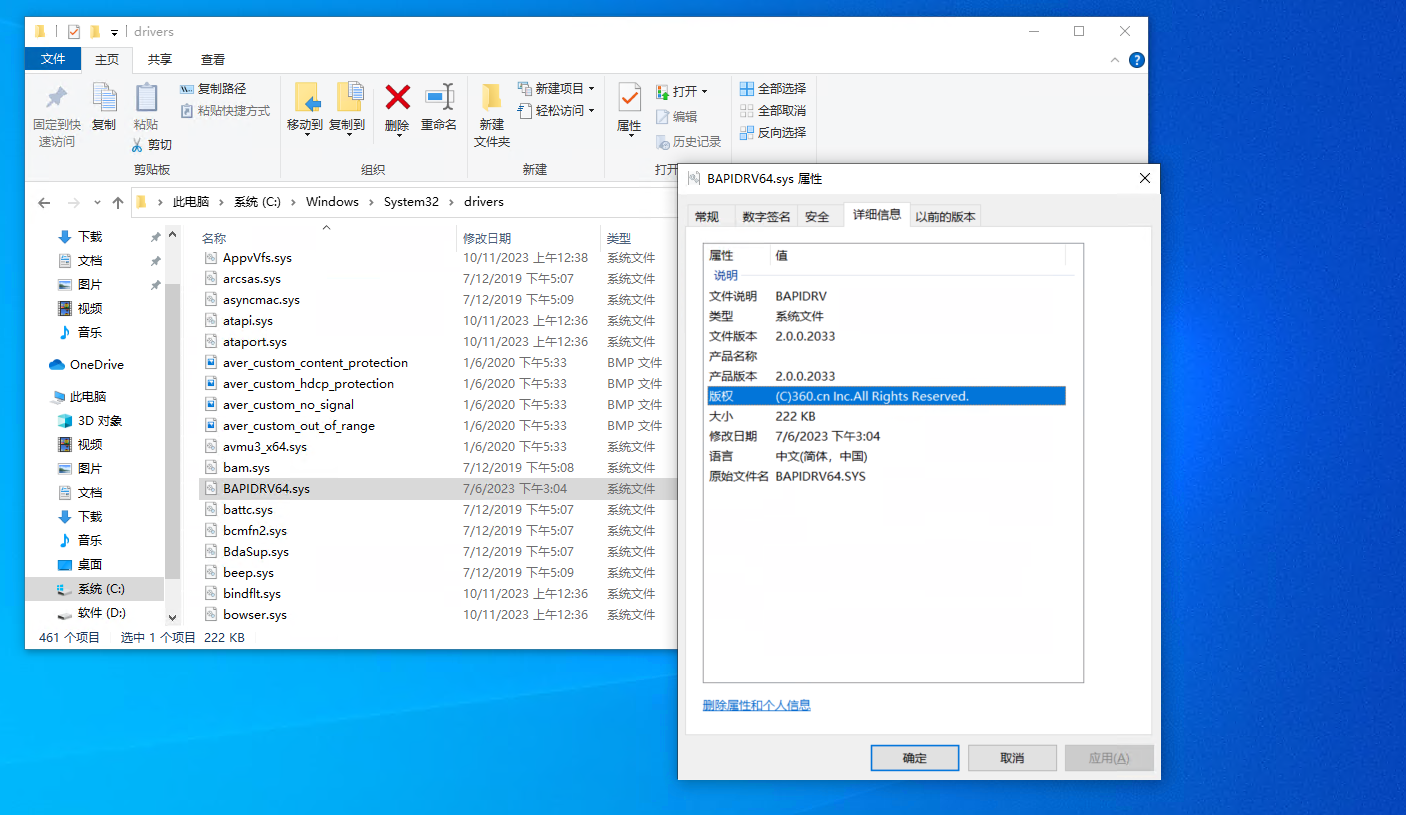 drivers
文件 主页 共享 查看
固定到快速访问
复制
粘贴
复制路径
粘贴快捷方式
剪切
剪贴板
移动到
复制到
删除
重命名
组织
新建
文件夹
新建项目
轻松访问
新建
属性
打开
编辑
历史记录
打开
全部选择
全部取消
反向选择
此电脑 系统 (C:) Windows System32 drivers
下载
文档
图片
视频
音乐
OneDrive
此电脑
3D 对象
视频
图片
文档
下载
音乐
桌面
系统 (C:)
软件 (D:)
名称 修改日期 类型
AppvVfs.sys 10/11/2023 上午12:38 系统文件
arcsas.sys 7/12/2019 下午5:07 系统文件
asyncmac.sys 7/12/2019 下午5:09 系统文件
atapi.sys 10/11/2023 上午12:36 系统文件
ataport.sys 10/11/2023 上午12:36 系统文件
aver_custom_content_protection 1/6/2020 下午5:33 BMP 文件
aver_custom_hdcp_protection 1/6/2020 下午5:33 BMP 文件
aver_custom_no_signal 1/6/2020 下午5:33 BMP 文件
aver_custom_out_of_range 1/6/2020 下午5:33 BMP 文件
avmu3_x64.sys 1/6/2020 下午5:33 系统文件
bam.sys 7/12/2019 下午5:08 系统文件
BAPIDRV64.sys 7/6/2023 下午3:04 系统文件
battc.sys 7/12/2019 下午5:07 系统文件
bcmfn2.sys 7/12/2019 下午5:07 系统文件
BdaSup.sys 7/12/2019 下午5:07 系统文件
beep.sys 7/12/2019 下午5:09 系统文件
bindflt.sys 10/11/2023 上午12:36 系统文件
bowser.sys 10/11/2023 上午12:36 系统文件
461 个项目 选中 1 个项目 222 KB
BAPIDRV64.sys 属性
常规 数字签名 安全 详细信息 以前的版本
属性 值
说明
文件说明 BAPIDRV
类型 系统文件
文件版本 2.0.0.2033
产品名称
产品版本 2.0.0.2033
版权 (C)360.cn Inc.All Rights Reserved.
大小 222 KB
修改日期 7/6/2023 下午3:04
语言 中文(简体，中国)
原始文件名 BAPIDRV64.SYS
删除属性和个人信息
确定 取消 应用(A)